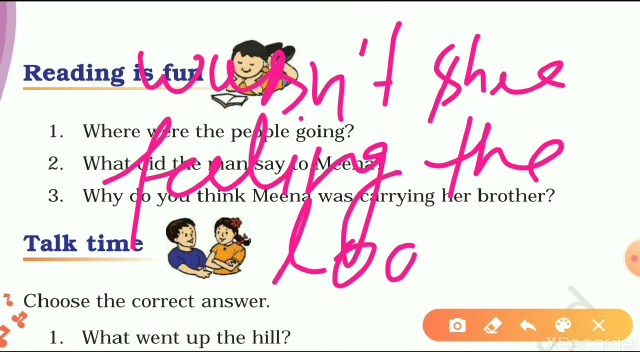 Reading is fun
wasn't shee
1. Where were the people going?
2. What did the man say to Meena?
the
3. Why do you think Meena was carrying her brother?
Talk time
Choose the correct answer.
1. What went up the hill?
XRecorder